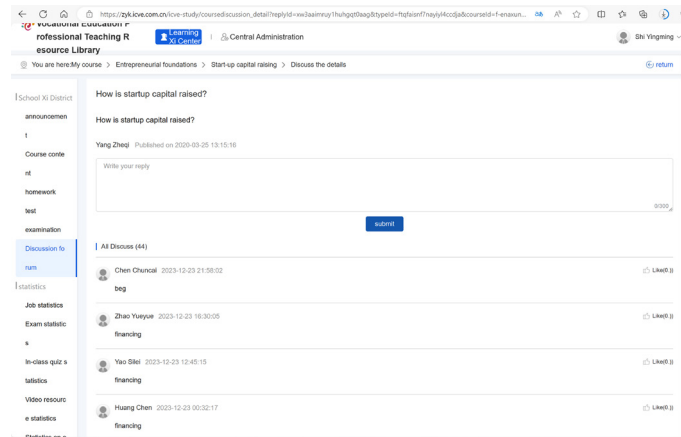 https://zyk.icve.com.cn/icve-study/coursediscussion_detail?replyId=xw3aaimruy1huhgqt0aag&typeId=ftqfaisnf7nayiyl4ccdja&courseId=f-enaxun...
Vocational Education P
rofessional Teaching R
esource Library
Learning
Xi Center
Central Administration
Shi Yingming
You are here:My course > Entrepreneurial foundations > Start-up capital raising > Discuss the details
return
School Xi District
announcemen
t
Course conte
nt
homework
test
examination
Discussion fo
rum
statistics
Job statistics
Exam statistic
s
In-class quiz s
tatistics
Video resourc
e statistics
How is startup capital raised?
How is startup capital raised?
Yang Zheqi Published on 2020-03-25 13:15:16
Write your reply
0/300
submit
All Discuss (44)
Chen Chuncai 2023-12-23 21:58:02
Like(0.))
beg
Zhao Yueyue 2023-12-23 16:30:05
Like(0.))
financing
Yao Silei 2023-12-23 12:45:15
Like(0.))
financing
Huang Chen 2023-12-23 00:32:17
Like(0.))
financing